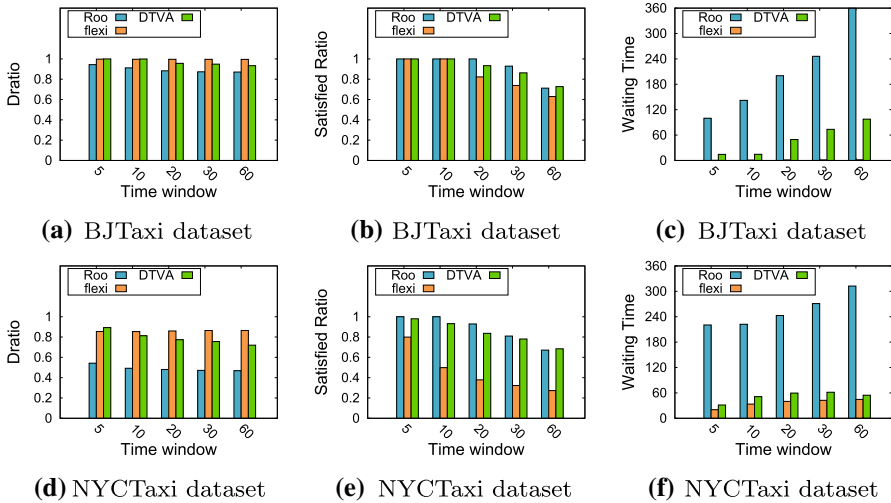 Roo DTVA
flexi
Dratio
1
0.8
0.6
0.4
0.2
0
5 10 20 30 60
Time window
(a) BJTaxi dataset
Roo DTVA
flexi
Satisfied Ratio
1
0.8
0.6
0.4
0.2
0
5 10 20 30 60
Time window
(b) BJTaxi dataset
Roo DTVA
flexi
Waiting Time
360
300
240
180
120
60
0
5 10 20 30 60
Time window
(c) BJTaxi dataset
Roo DTVA
flexi
Dratio
1
0.8
0.6
0.4
0.2
0
5 10 20 30 60
Time window
(d) NYCTaxi dataset
Roo DTVA
flexi
Satisfied Ratio
1
0.8
0.6
0.4
0.2
0
5 10 20 30 60
Time window
(e) NYCTaxi dataset
Roo DTVA
flexi
Waiting Time
360
300
240
180
120
60
0
5 10 20 30 60
Time window
(f) NYCTaxi dataset